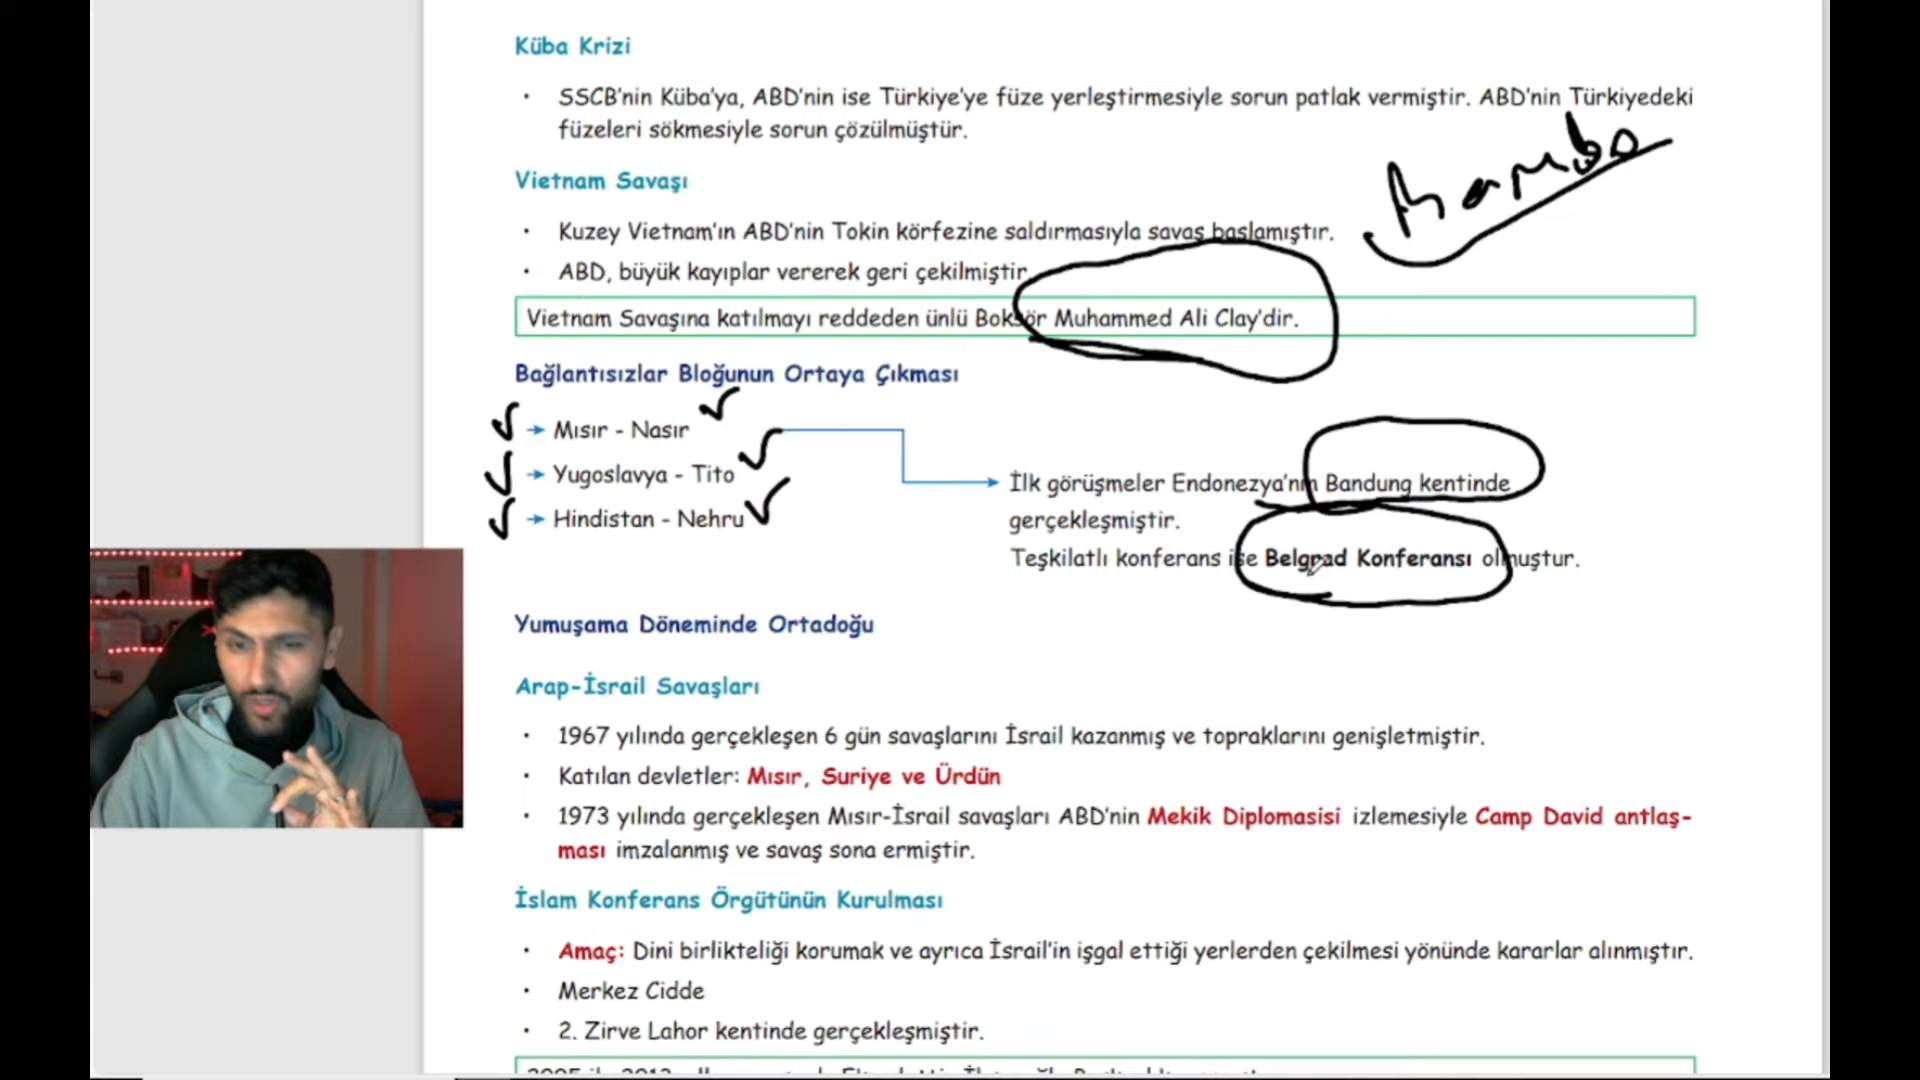 Küba Krizi
• SSCB'nin Küba'ya, ABD'nin ise Türkiye'ye füze yerleştirmesiyle sorun patlak vermiştir. ABD'nin Türkiyedeki
füzeleri sökmesiyle sorun çözülmüştür.
Vietnam Savaşı
• Kuzey Vietnam'ın ABD'nin Tokin körfezine saldırmasıyla savaş başlamıştır.
• ABD, büyük kayıplar vererek geri çekilmiştir.
Vietnam Savaşına katılmayı reddeden ünlü Boksör Muhammed Ali Clay'dir.
Bağlantısızlar Bloğunun Ortaya Çıkması
→ Mısır - Nasır
→ Yugoslavya - Tito
→ Hindistan - Nehru
İlk görüşmeler Endonezya'nın Bandung kentinde
gerçekleşmiştir.
Teşkilatlı konferans ise Belgrad Konferansı olmuştur.
Yumuşama Döneminde Ortadoğu
Arap-İsrail Savaşları
• 1967 yılında gerçekleşen 6 gün savaşlarını İsrail kazanmış ve topraklarını genişletmiştir.
• Katılan devletler: Mısır, Suriye ve Ürdün
• 1973 yılında gerçekleşen Mısır-İsrail savaşları ABD'nin Mekik Diplomasisi izlemesiyle Camp David antlaş-
ması imzalanmış ve savaş sona ermiştir.
İslam Konferans Örgütünün Kurulması
• Amaç: Dini birlikteliği korumak ve ayrıca İsrail'in işgal ettiği yerlerden çekilmesi yönünde kararlar alınmıştır.
• Merkez Cidde
• 2. Zirve Lahor kentinde gerçekleşmiştir.